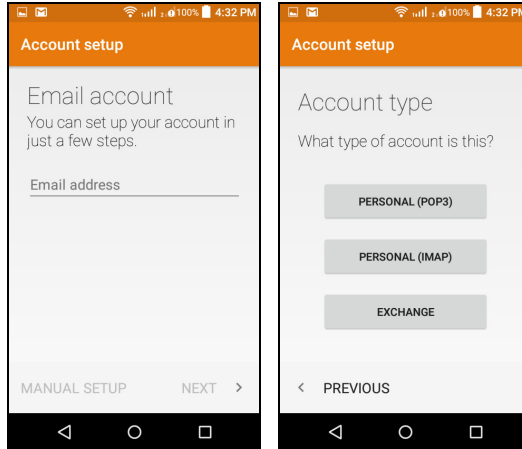 100% 4:32 PM
Account setup
Email account
You can set up your account in
just a few steps.
Email address
MANUAL SETUP NEXT >
100% 4:32 PM
Account setup
Account type
What type of account is this?
PERSONAL (POP3)
PERSONAL (IMAP)
EXCHANGE
< PREVIOUS